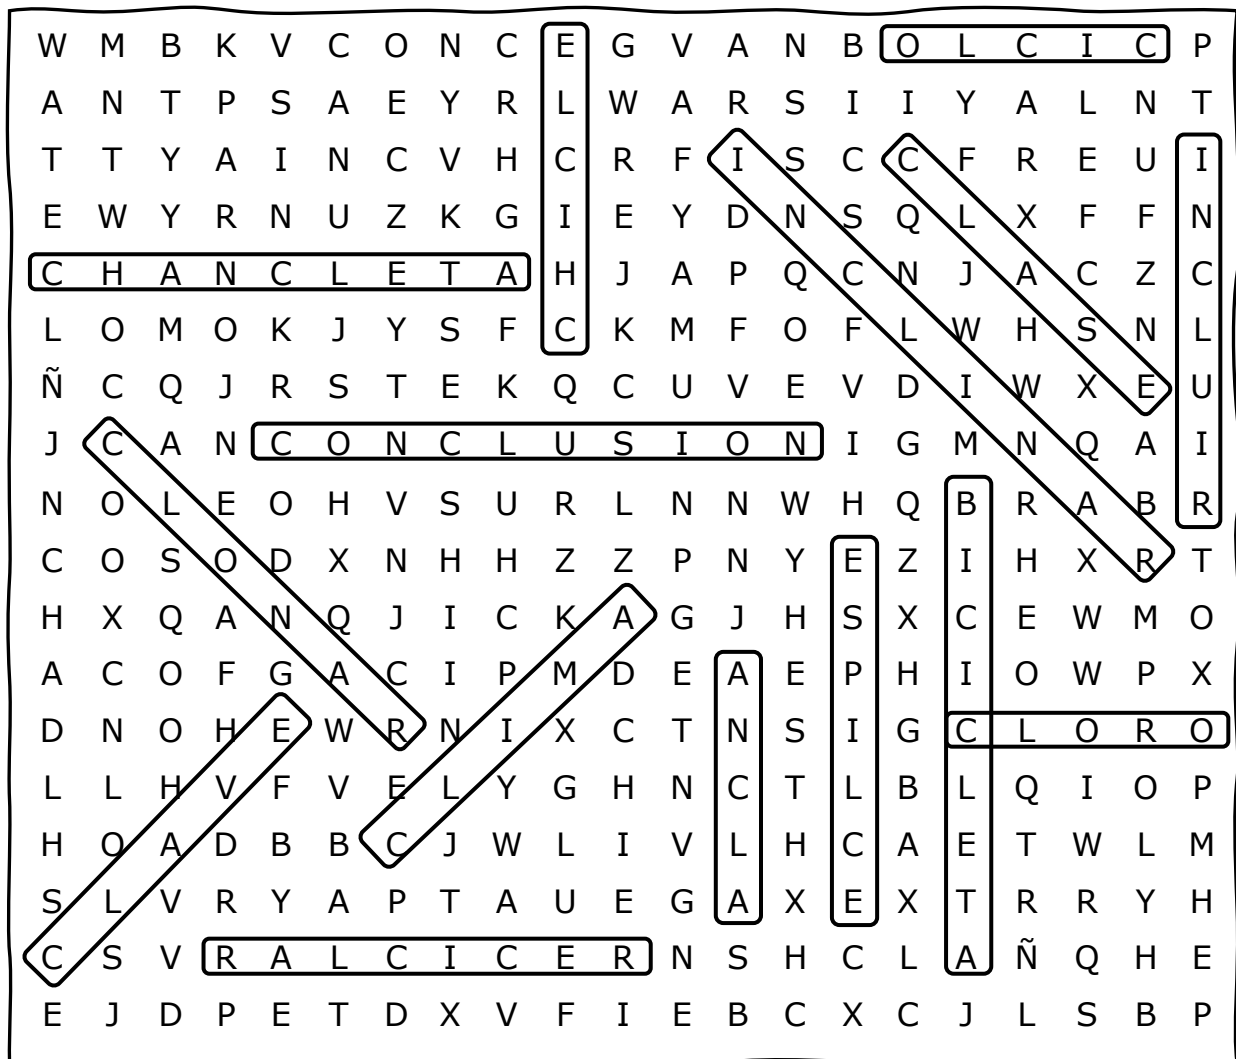 W M B K V C O N C E G V A N B O L C I C P
A N T P S A E Y R L W A R S I I Y A L N T
T T Y A I N C V H C R F I S C C F R E U I
E W Y R N U Z K G I E Y D N S Q L X F F N
C H A N C L E T A H J A P Q C N J A C Z C
L O M O K J Y S F C K M F O F L W H S N L
Ñ C Q J R S T E K Q C U V E V D I W X E U
J C A N C O N C L U S I O N I G M N Q A I
N O L E O H V S U R L N N W H Q B R A B R
C O S O D X N H H Z Z P N Y E Z I H X R T
H X Q A N Q J I C K A G J H S X C E W M O
A C O F G A C I P M D E A E P H I O W P X
D N O H E W R N I X C T N S I G C L O R O
L L H V F V E L Y G H N C T L B L Q I O P
H O A D B B C J W L I V L H C A E T W L M
S L V R Y A P T A U E G A X E X T R R Y H
C S V R A L C I C E R N S H C L A Ñ Q H E
E J D P E T D X V F I E B C X C J L S B P